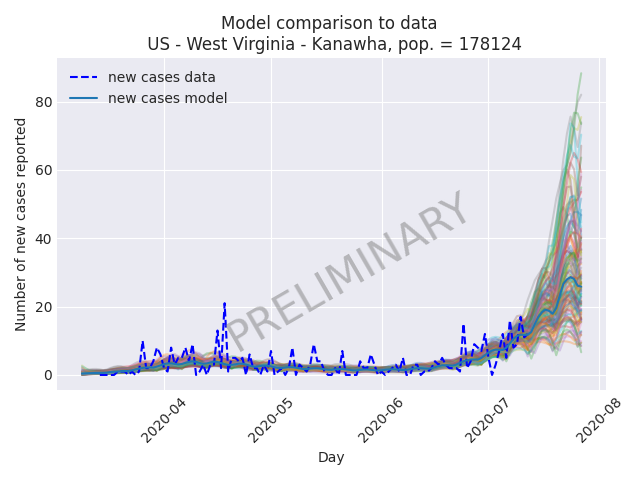 Model comparison to data
US - West Virginia - Kanawha, pop. = 178124
new cases data
new cases model
Number of new cases reported
80
60
40
20
0
PRELIMINARY
2020-04
2020-05
2020-06
2020-07
2020-08
Day